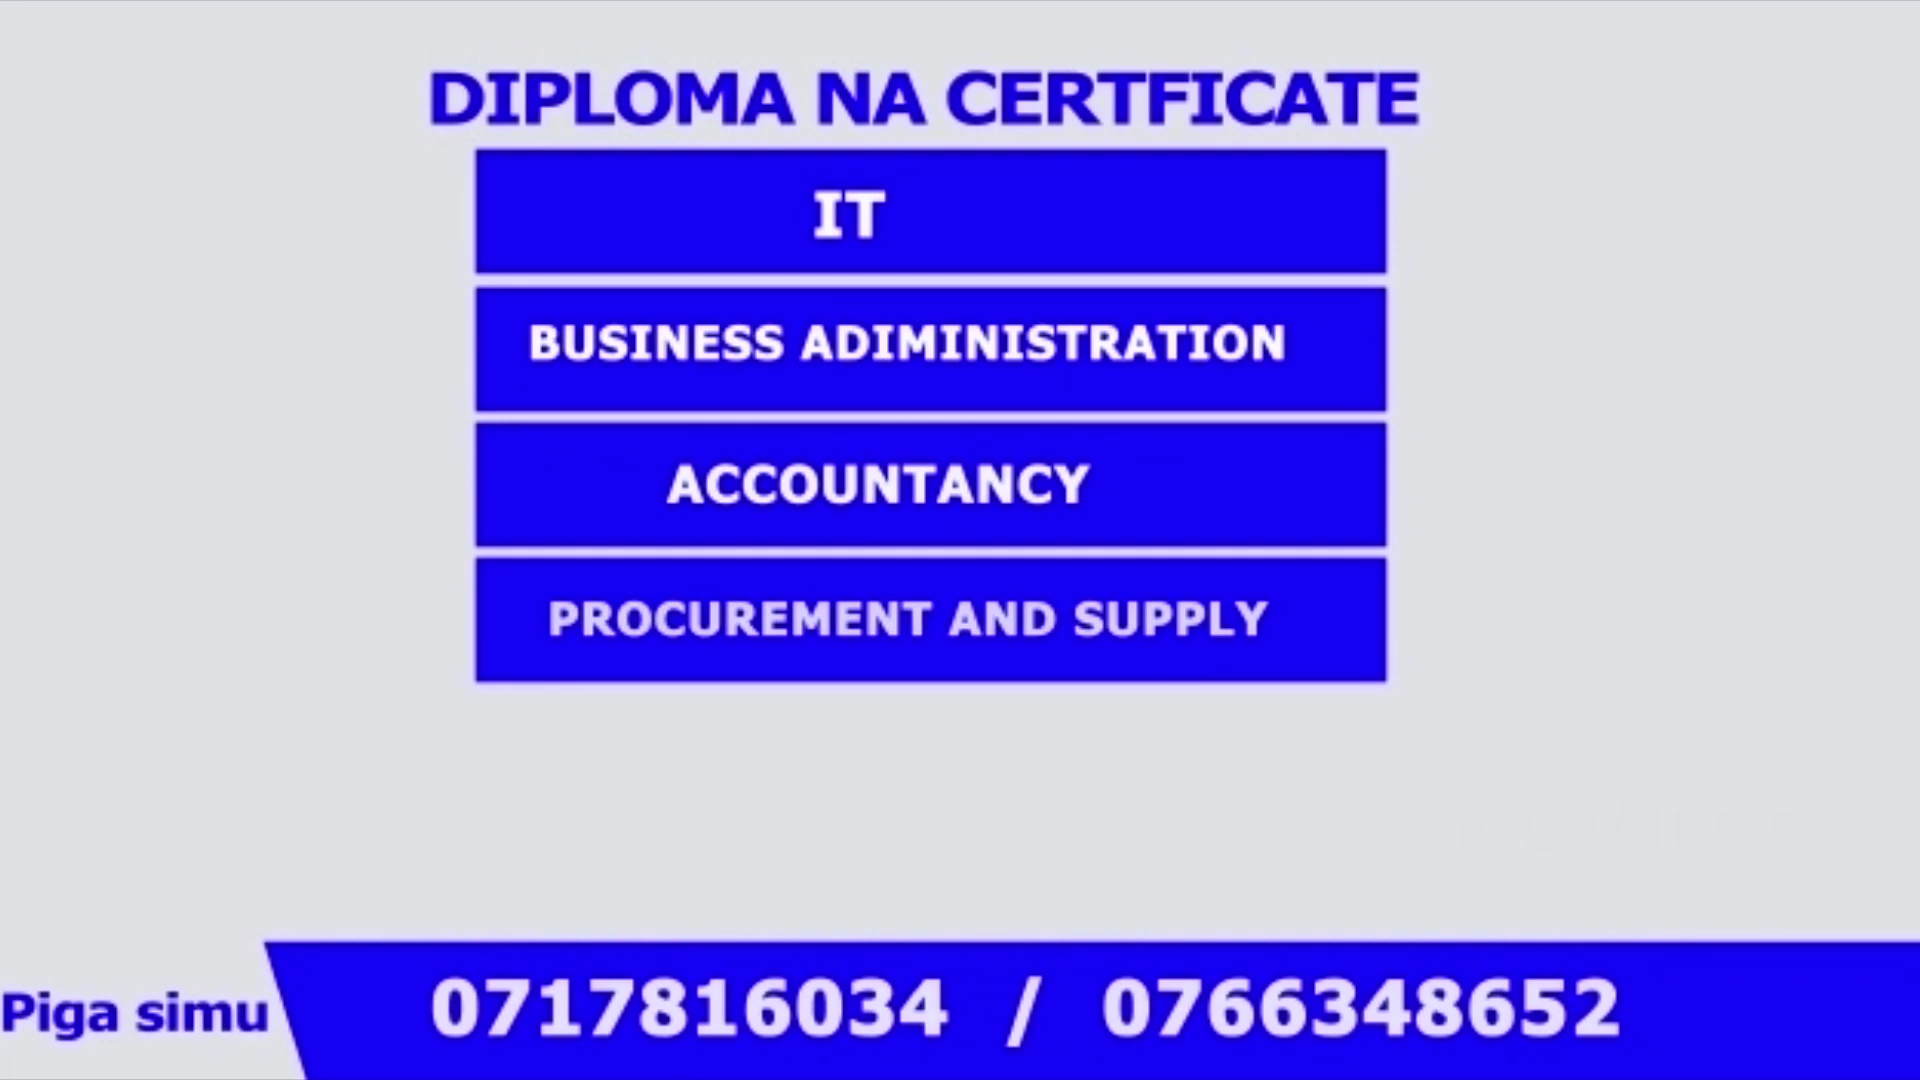 DIPLOMA NA CERTFICATE
IT
BUSINESS ADIMINISTRATION
ACCOUNTANCY
PROCUREMENT AND SUPPLY
Piga simu 0717816034 / 0766348652